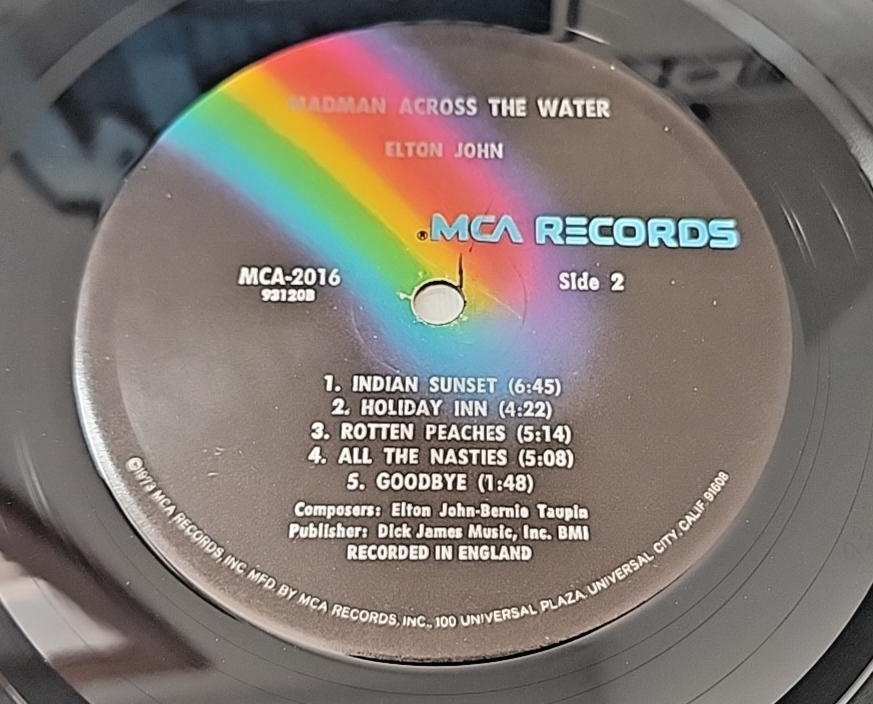 MADMAN ACROSS THE WATER
ELTON JOHN
®MCA RECORDS
MCA-2016
93120B
Side 2
1. INDIAN SUNSET (6:45)
2. HOLIDAY INN (4:22)
3. ROTTEN PEACHES (5:14)
4. ALL THE NASTIES (5:08)
5. GOODBYE (1:48)
Composers: Elton John-Bernie Taupin
Publisher: Dick James Music, Inc. BMI
RECORDED IN ENGLAND
©1973 MCA RECORDS, INC MFD BY MCA RECORDS, INC., 100 UNIVERSAL PLAZA, UNIVERSAL CITY, CALIF. 91608